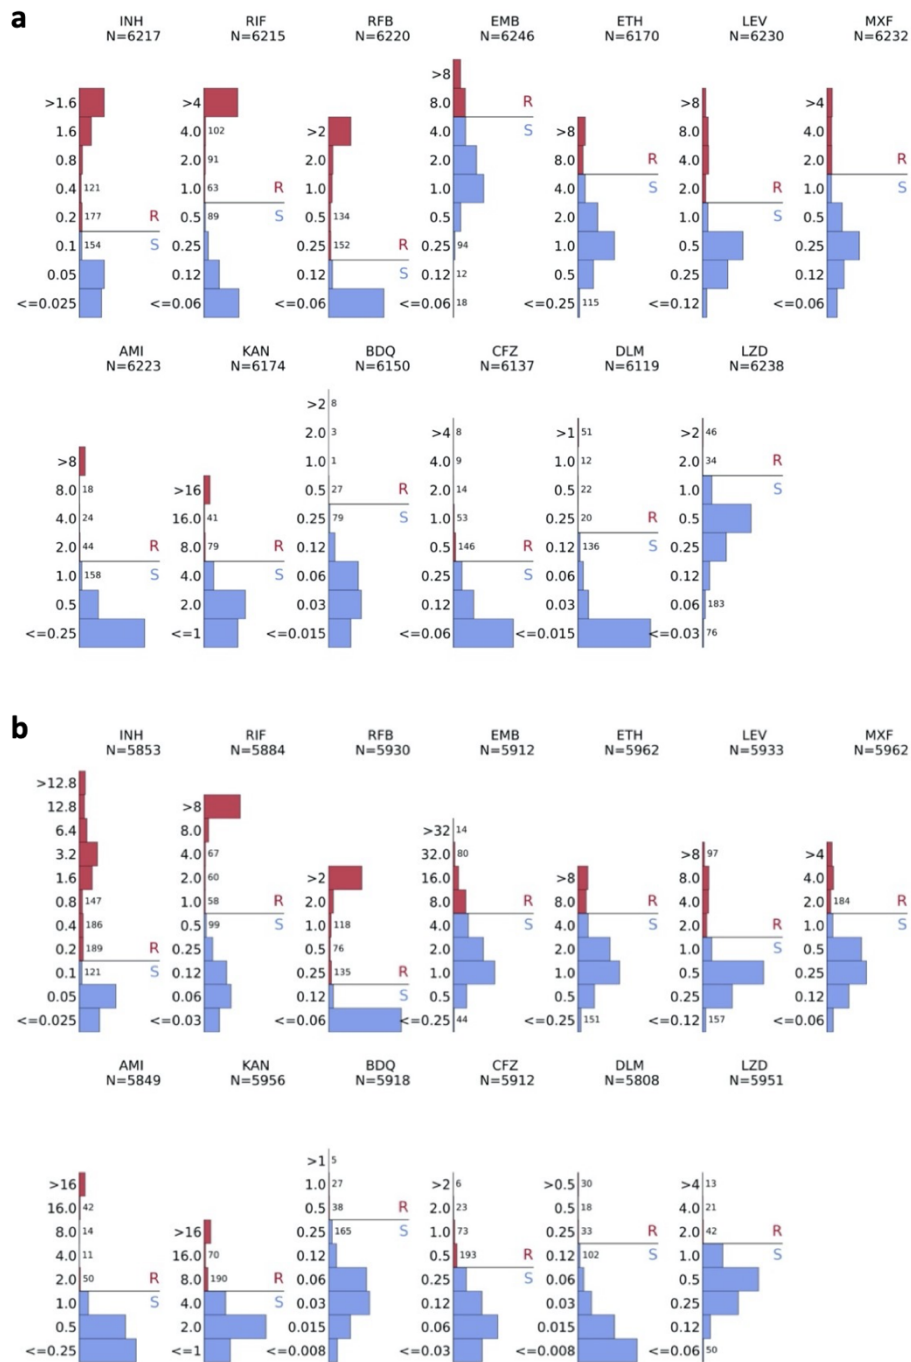 a
INH RIF RFB EMB ETH LEV MXF
N=6217 N=6215 N=6220 N=6246 N=6170 N=6230 N=6232
>8
>1.6 >4 8.0 R >8 >4
1.6 4.0 102 >2 4.0 S >8 8.0 4.0
0.8 2.0 91 2.0 2.0 8.0 R 4.0 2.0 R
0.4 121 1.0 63 R 1.0 1.0 4.0 S 2.0 R 1.0 S
0.2 177 R 0.5 89 S 0.5 134 0.5 2.0 1.0 S 0.5
0.1 154 S 0.25 0.25 152 R 0.25 94 1.0 0.5 0.25
0.05 0.12 0.12 S 0.12 12 0.5 0.25 0.12
<=0.025 <=0.06 <=0.06 <=0.06 18 <=0.25 115 <=0.12 <=0.06
AMI KAN BDQ CFZ DLM LZD
N=6223 N=6174 N=6150 N=6137 N=6119 N=6238
>2 8
2.0 3 >4 8 >1 51 >2 46
>8 1.0 1 4.0 9 1.0 12 2.0 34 R
8.0 18 >16 0.5 27 R 2.0 14 0.5 22 1.0 S
4.0 24 16.0 41 0.25 79 S 1.0 53 0.25 20 R 0.5
2.0 44 R 8.0 79 R 0.12 0.5 146 R 0.12 136 S 0.25
1.0 158 S 4.0 S 0.06 0.25 S 0.06 0.12
0.5 2.0 0.03 0.12 0.03 0.06 183
<=0.25 <=1 <=0.015 <=0.06 <=0.015 <=0.03 76
b
INH RIF RFB EMB ETH LEV MXF
N=5853 N=5884 N=5930 N=5912 N=5962 N=5933 N=5962
>12.8
12.8 >8
6.4 8.0 >32 14
3.2 4.0 67 32.0 80 >8 97 >4
1.6 2.0 60 >2 16.0 >8 8.0 4.0
0.8 147 1.0 58 R 2.0 8.0 R 8.0 R 4.0 2.0 184 R
0.4 186 0.5 99 S 1.0 118 4.0 S 4.0 S 2.0 R 1.0 S
0.2 189 R 0.25 0.5 76 2.0 2.0 1.0 S 0.5
0.1 121 S 0.12 0.25 135 R 1.0 1.0 0.5 0.25
0.05 0.06 0.12 S 0.5 0.5 0.25 0.12
<=0.025 <=0.03 <=0.06 <=0.25 44 <=0.25 151 <=0.12 157 <=0.06
AMI KAN BDQ CFZ DLM LZD
N=5849 N=5956 N=5918 N=5912 N=5808 N=5951
>1 5
>16 1.0 27 >2 6 >0.5 30 >4 13
16.0 42 0.5 38 R 2.0 23 0.5 18 4.0 21
8.0 14 >16 0.25 165 S 1.0 73 0.25 33 R 2.0 42 R
4.0 11 16.0 70 0.12 0.5 193 R 0.12 102 S 1.0 S
2.0 50 R 8.0 190 R 0.06 0.25 S 0.06 0.5
1.0 S 4.0 S 0.03 0.12 0.03 0.25
0.5 2.0 0.015 0.06 0.015 0.12
<=0.25 <=1 <=0.008 <=0.03 <=0.008 <=0.06 50